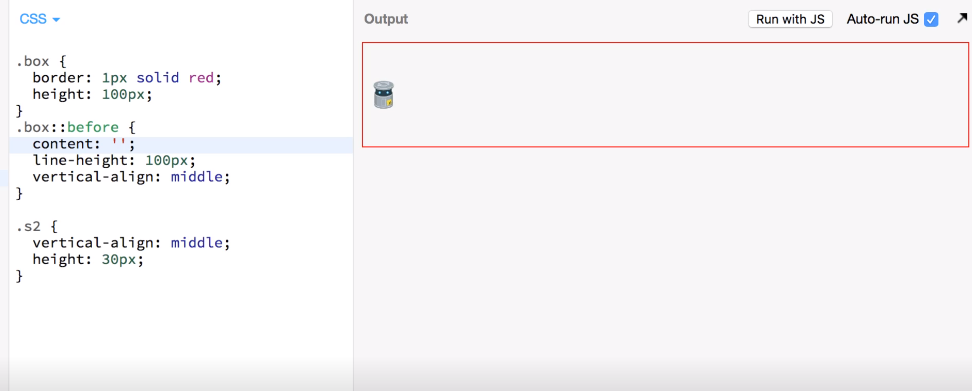 CSS
Output
Run with JS
Auto-run JS
.box {
  border: 1px solid red;
  height: 100px;
}
.box::before {
  content: '';
  line-height: 100px;
  vertical-align: middle;
}
.s2 {
  vertical-align: middle;
  height: 30px;
}